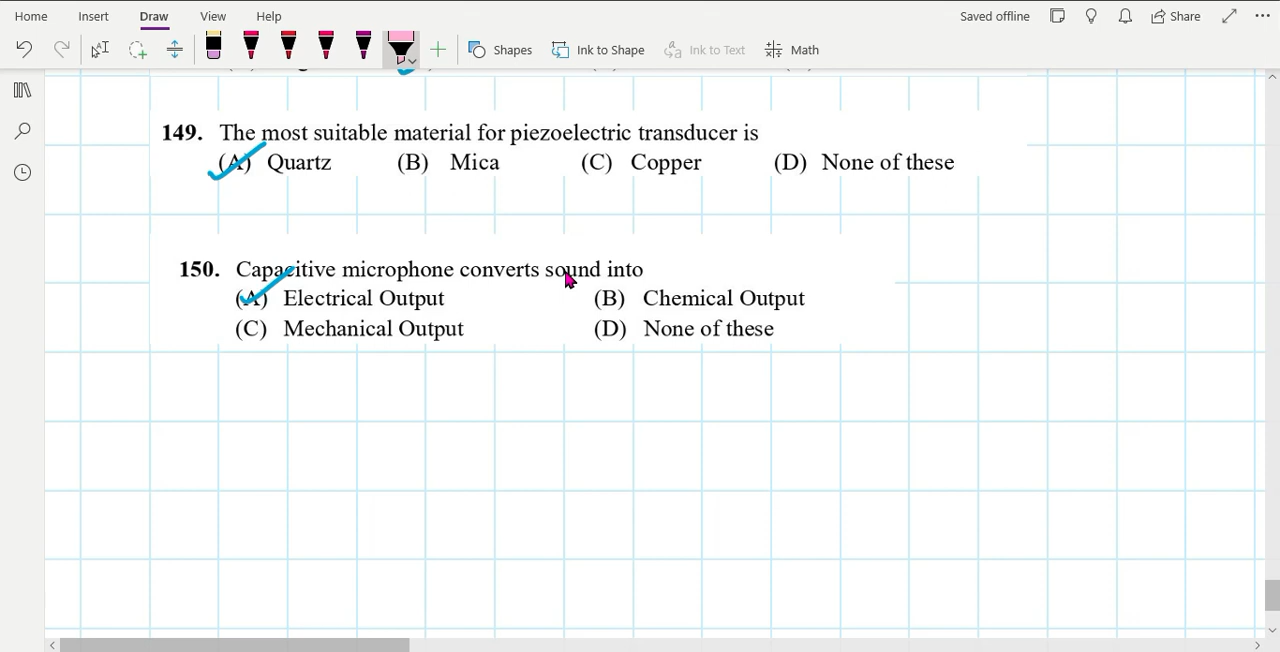 Home Insert Draw View Help Saved offline Share
Shapes Ink to Shape Ink to Text Math
149. The most suitable material for piezoelectric transducer is
(A) Quartz (B) Mica (C) Copper (D) None of these
150. Capacitive microphone converts sound into
(A) Electrical Output (B) Chemical Output
(C) Mechanical Output (D) None of these